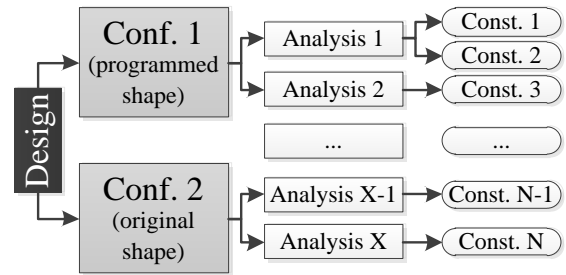 Design
Conf. 1
(programmed
shape)
Analysis 1
Const. 1
Const. 2
Analysis 2
Const. 3
...
...
Conf. 2
(original
shape)
Analysis X-1
Const. N-1
Analysis X
Const. N